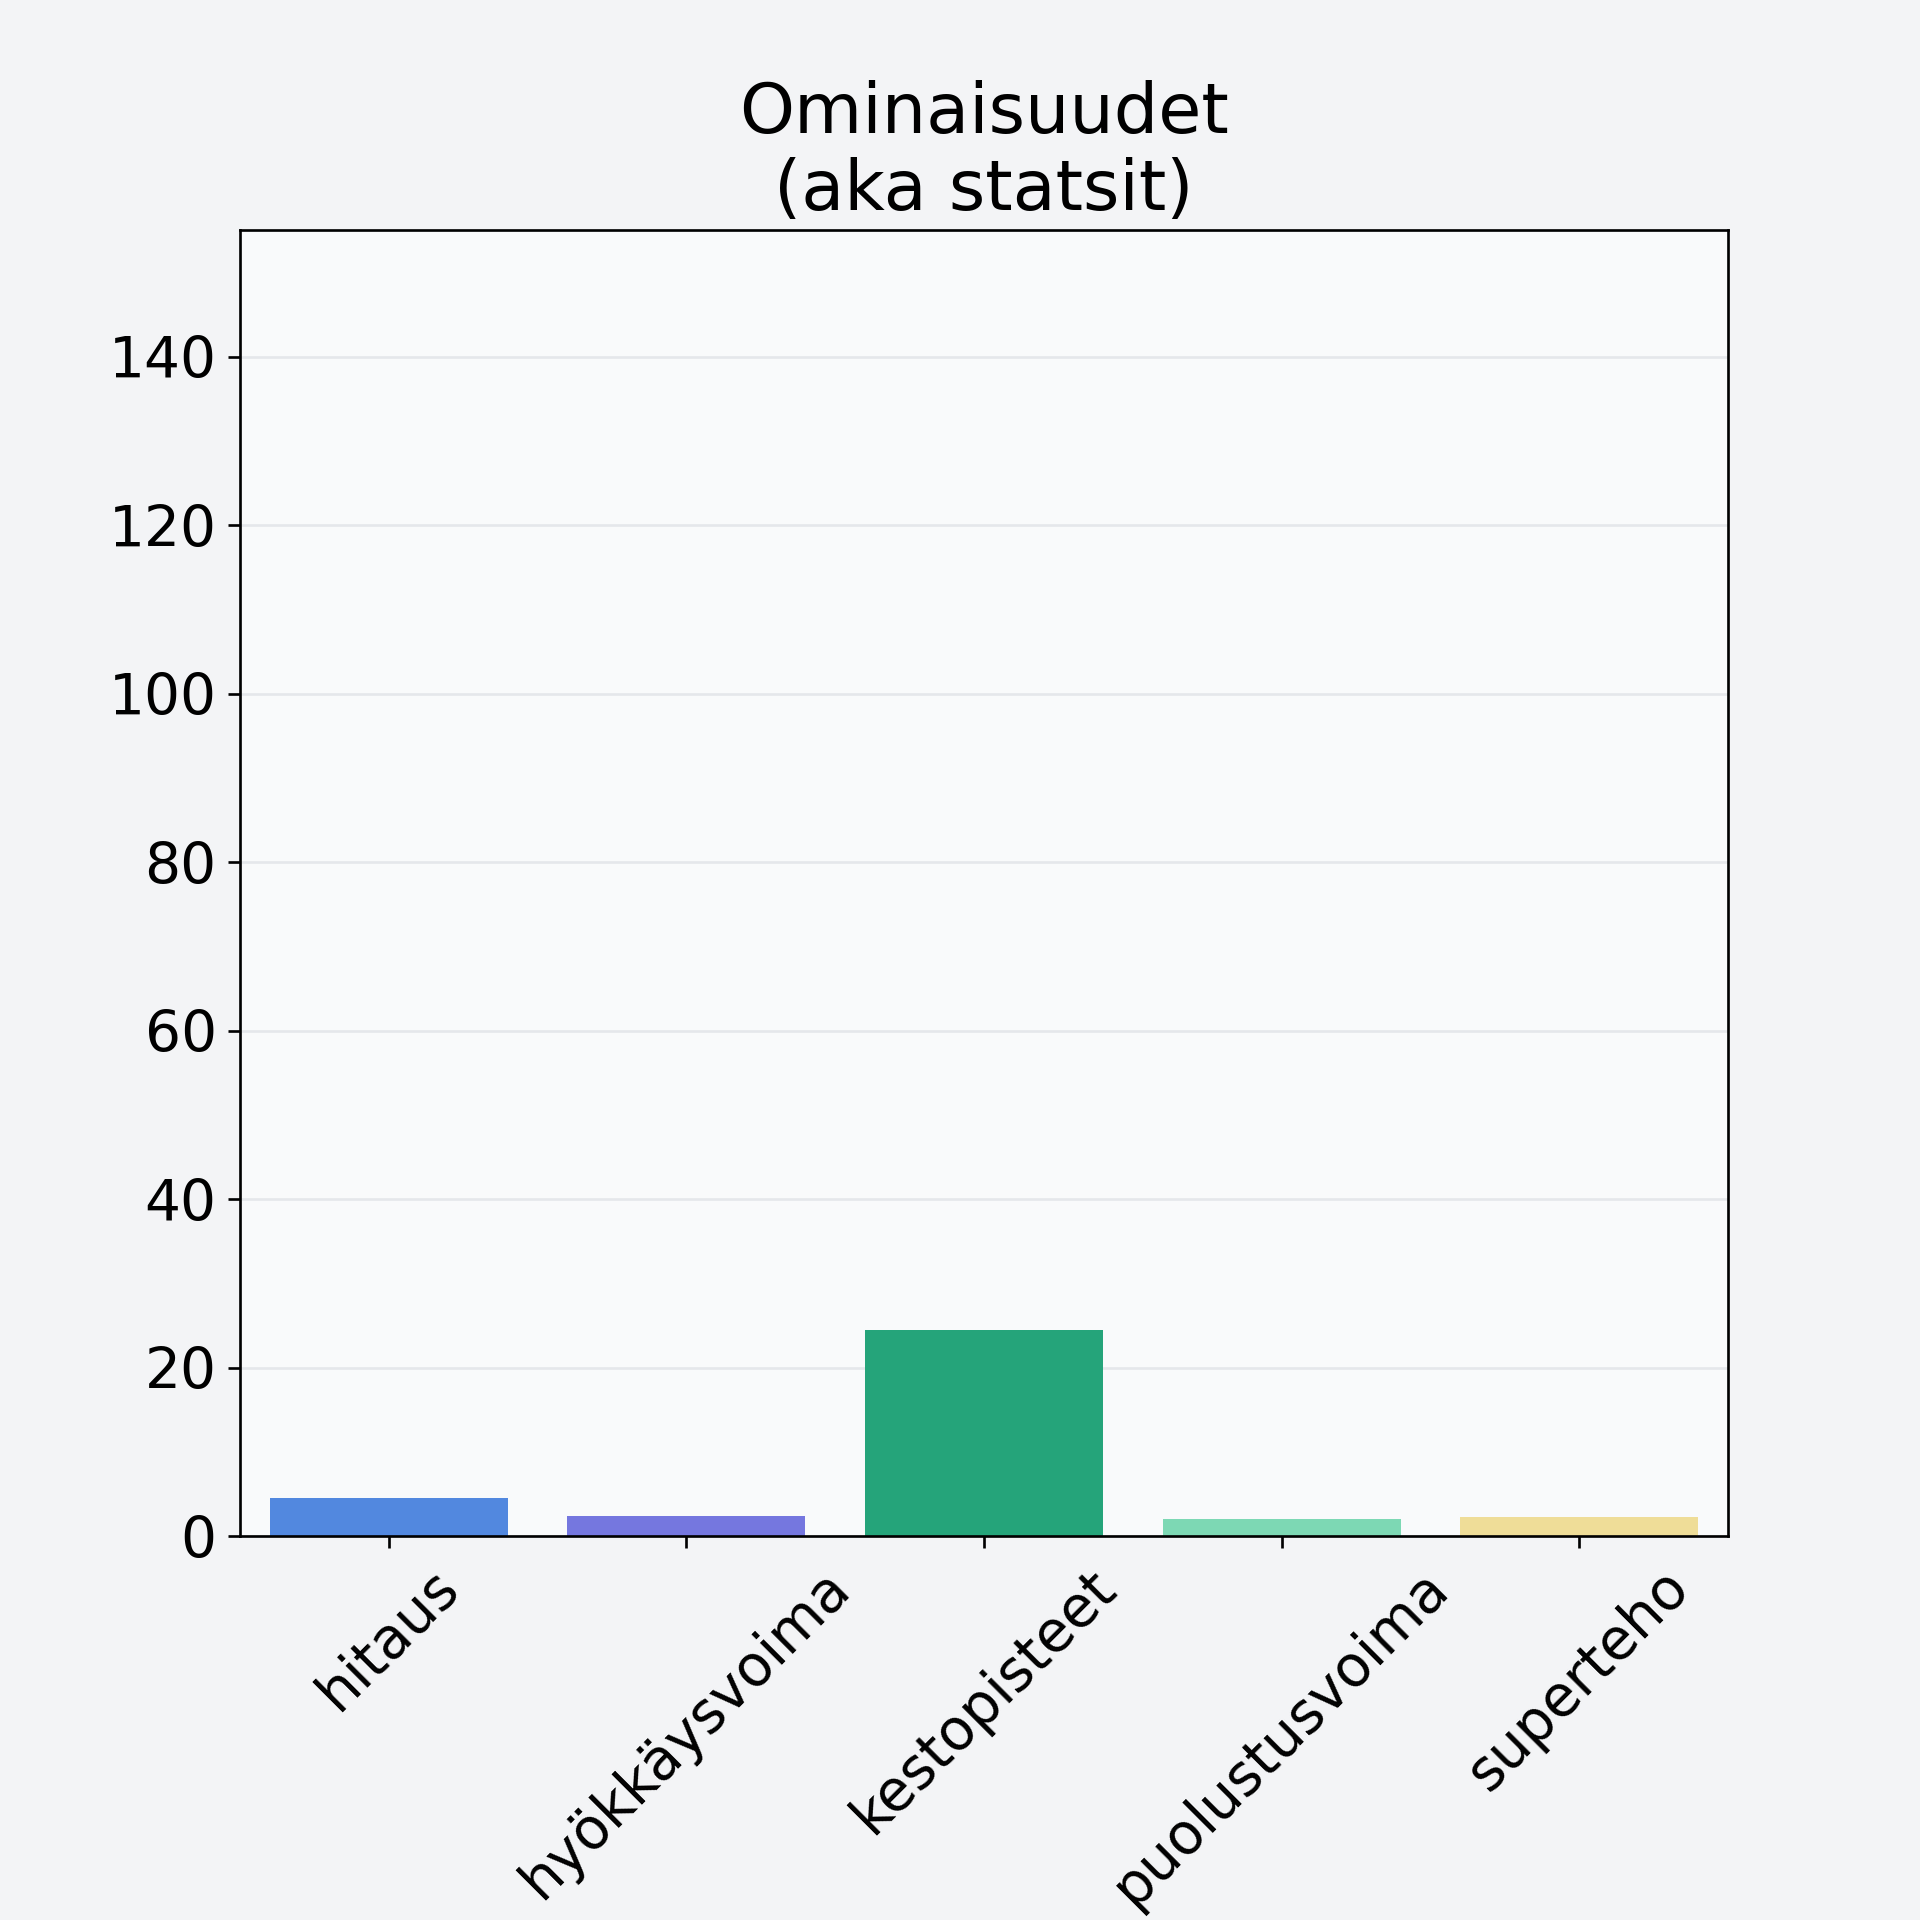 Ominaisuudet
(aka statsit)
140
120
100
80
60
40
20
0
hitaus
hyökkäysvoima
kestopisteet
puolustusvoima
superteho